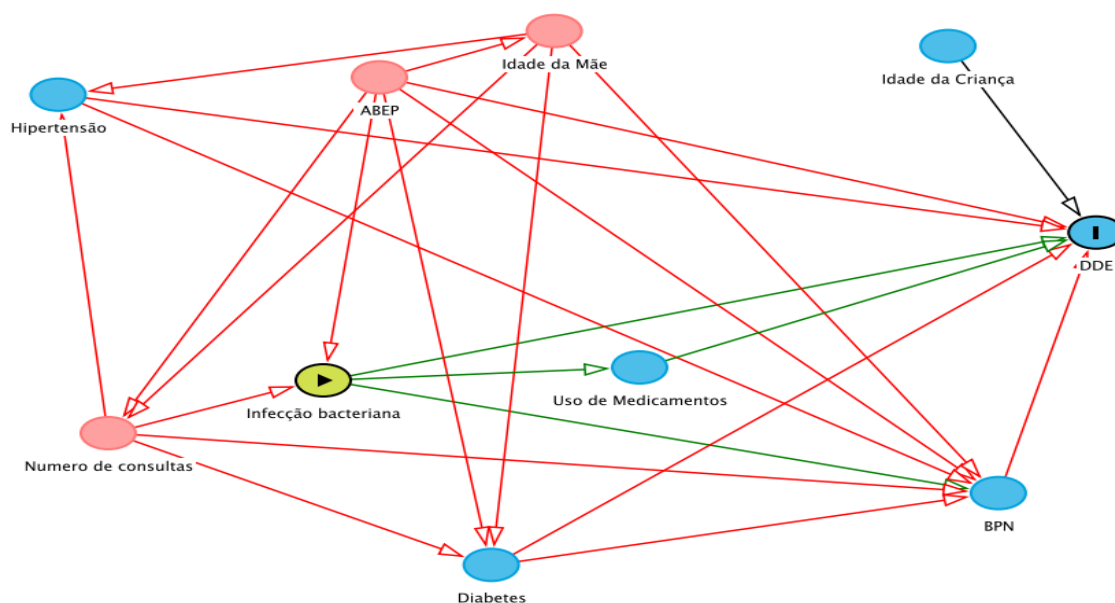 Idade da Mãe
Idade da Criança
ABEP
Hipertensão
DDE
Uso de Medicamentos
Infecção bacteriana
Numero de consultas
BPN
Diabetes